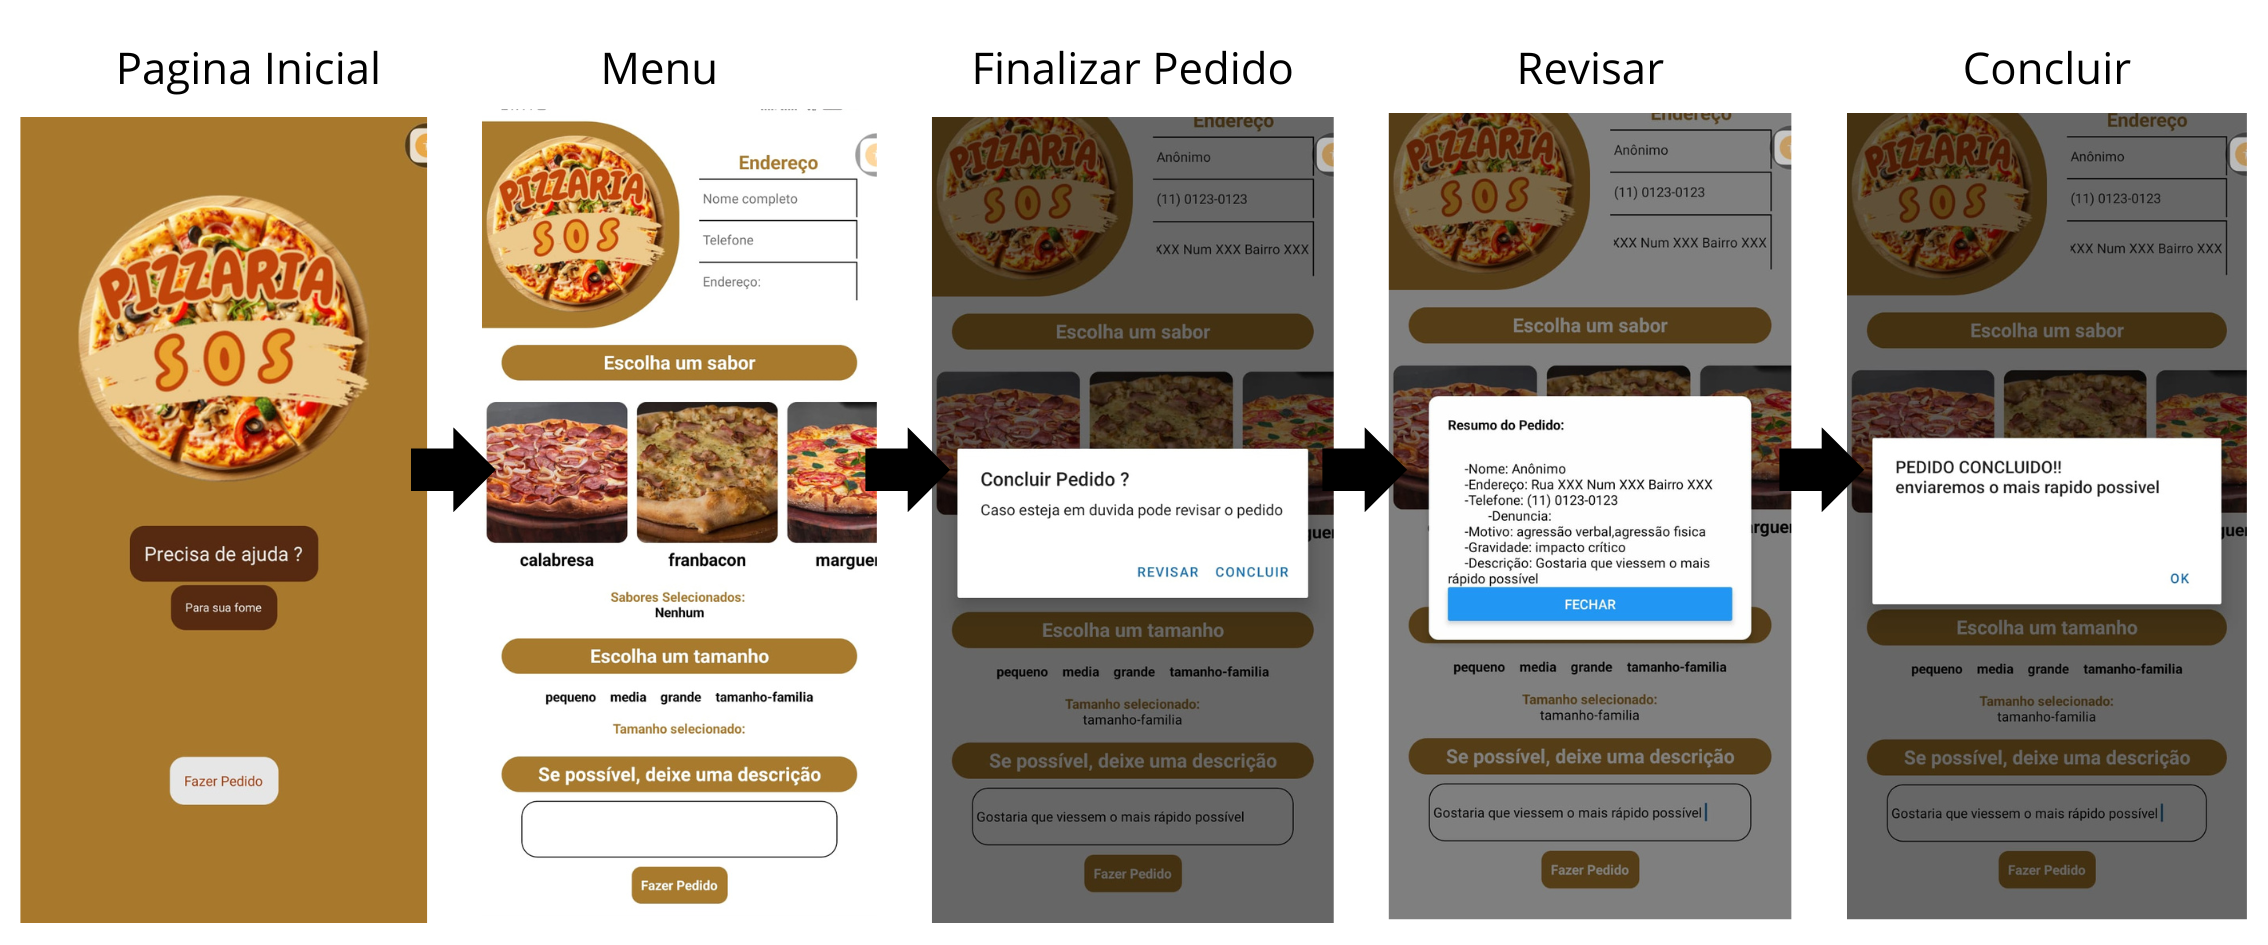 Pagina Inicial
Menu
Finalizar Pedido
Revisar
Concluir
PIZZARIA
SOS
Precisa de ajuda ?
Para sua fome
Fazer Pedido
PIZZARIA
SOS
Endereço
Nome completo
Telefone
Endereço:
Escolha um sabor
calabresa
franbacon
marguer
Sabores Selecionados:
Nenhum
Escolha um tamanho
pequeno media grande tamanho-familia
Tamanho selecionado:
Se possível, deixe uma descrição
Fazer Pedido
PIZZARIA
SOS
Endereço
Anônimo
(11) 0123-0123
XXX Num XXX Bairro XXX
Escolha um sabor
Concluir Pedido ?
Caso esteja em duvida pode revisar o pedido
REVISAR CONCLUIR
guer
Escolha um tamanho
pequeno media grande tamanho-familia
Tamanho selecionado:
tamanho-familia
Se possível, deixe uma descrição
Gostaria que viessem o mais rápido possível
Fazer Pedido
PIZZARIA
SOS
Endereço
Anônimo
(11) 0123-0123
XXX Num XXX Bairro XXX
Escolha um sabor
Resumo do Pedido:
-Nome: Anônimo
-Endereço: Rua XXX Num XXX Bairro XXX
-Telefone: (11) 0123-0123
-Denuncia:
-Motivo: agressão verbal,agressão fisica
-Gravidade: impacto crítico
-Descrição: Gostaria que viessem o mais
rápido possível
FECHAR
rguer
pequeno media grande tamanho-familia
Tamanho selecionado:
tamanho-familia
Se possível, deixe uma descrição
Gostaria que viessem o mais rápido possível
Fazer Pedido
PIZZARIA
SOS
Endereço
Anônimo
(11) 0123-0123
XXX Num XXX Bairro XXX
Escolha um sabor
PEDIDO CONCLUIDO!!
enviaremos o mais rapido possivel
OK
guer
Escolha um tamanho
pequeno media grande tamanho-familia
Tamanho selecionado:
tamanho-familia
Se possível, deixe uma descrição
Gostaria que viessem o mais rápido possível
Fazer Pedido